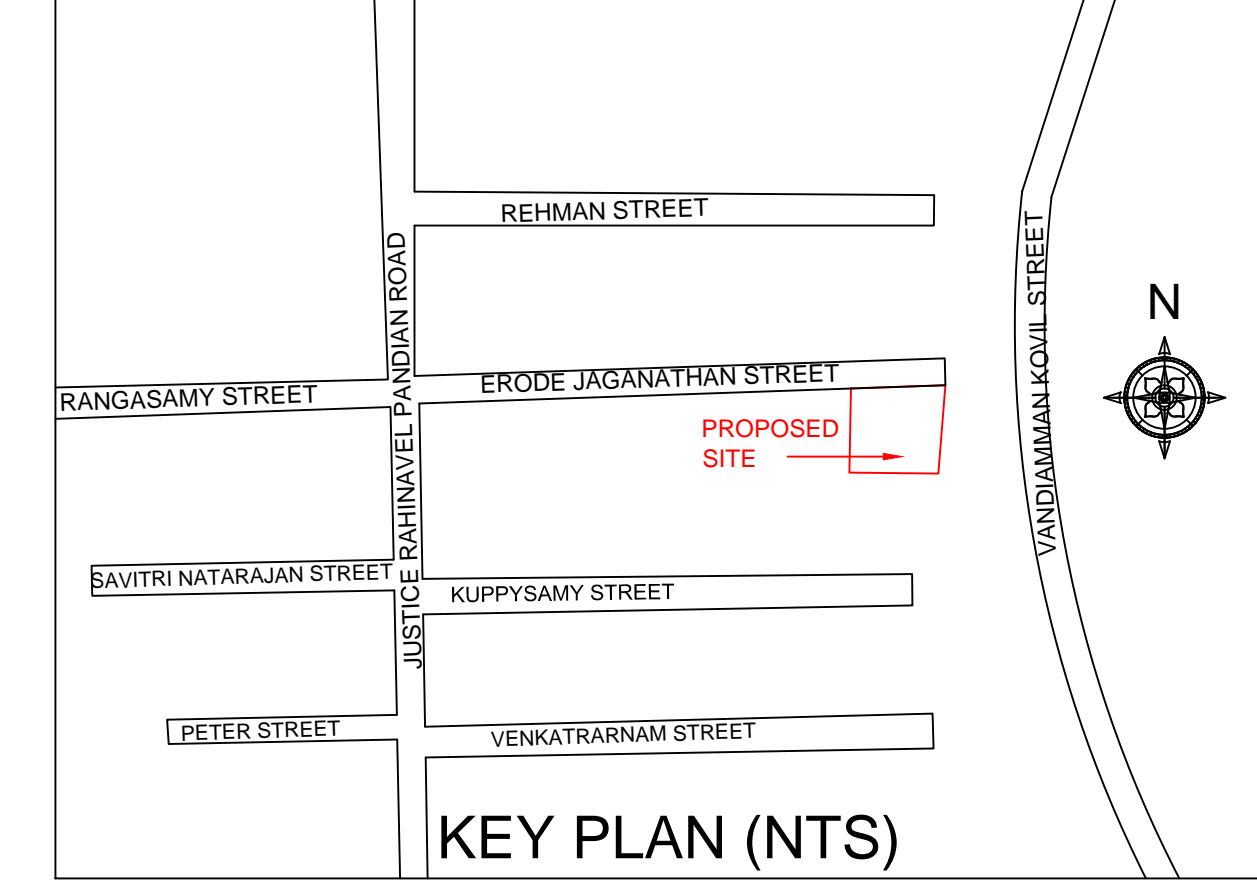 REHMAN STREET
JUSTICE RAHINAVEL PANDIAN ROAD
VANDIAMMAN KOVIL STREET
N
RANGASAMY STREET
ERODE JAGANATHAN STREET
PROPOSED
SITE
SAVITRI NATARAJAN STREET
KUPPYSAMY STREET
PETER STREET
VENKATRARNAM STREET
KEY PLAN (NTS)